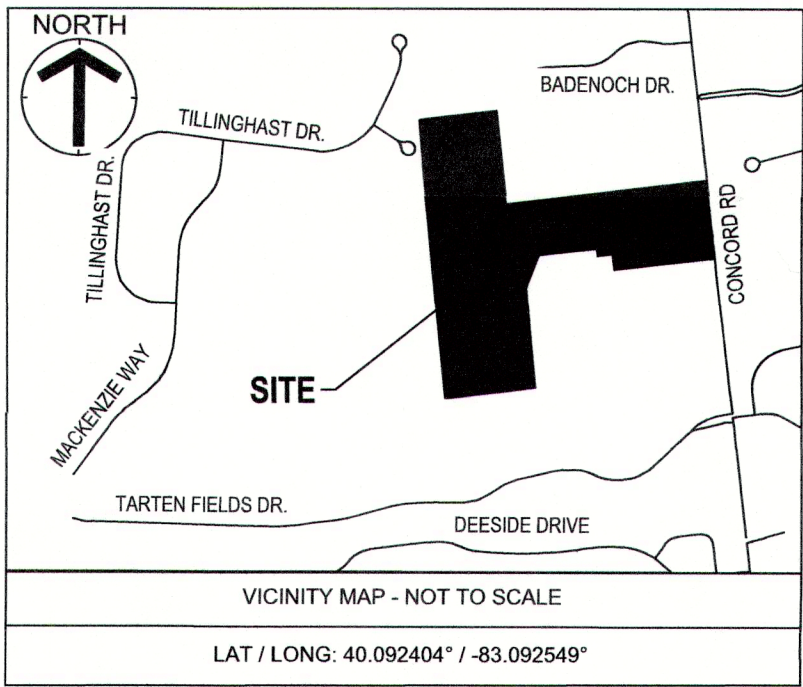 NORTH
BADENOCH DR.
TILLINGHAST DR.
TILLINGHAST DR.
CONCORD RD
SITE
MACKENZIE WAY
TARTEN FIELDS DR.
DEESIDE DRIVE
VICINITY MAP - NOT TO SCALE
LAT / LONG: 40.092404° / -83.092549°